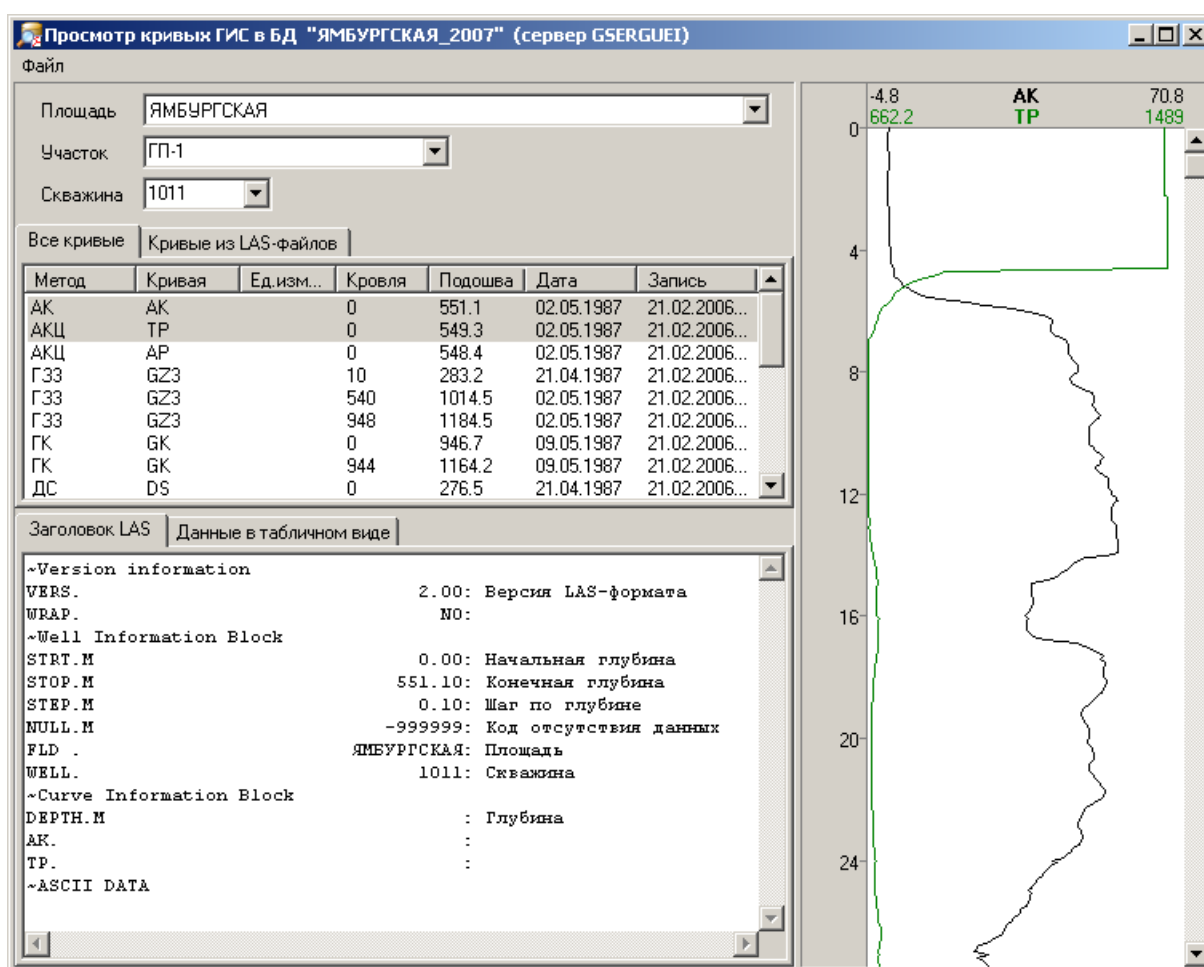 Просмотр кривых ГИС в БД "ЯМБУРГСКАЯ_2007" (сервер GSERGUEI)
Файл
Площадь ЯМБУРГСКАЯ
Участок ГП-1
Скважина 1011
Все кривые Кривые из LAS-файлов
Метод Кривая Ед.изм... Кровля Подошва Дата Запись
АК АК 0 551.1 02.05.1987 21.02.2006...
АКЦ ТР 0 549.3 02.05.1987 21.02.2006...
АКЦ АР 0 548.4 02.05.1987 21.02.2006...
ГЗЗ GZ3 10 283.2 21.04.1987 21.02.2006...
ГЗЗ GZ3 540 1014.5 02.05.1987 21.02.2006...
ГЗЗ GZ3 948 1184.5 02.05.1987 21.02.2006...
ГК GK 0 946.7 09.05.1987 21.02.2006...
ГК GK 944 1164.2 09.05.1987 21.02.2006...
ДС DS 0 276.5 21.04.1987 21.02.2006...
Заголовок LAS Данные в табличном виде
~Version information
VERS. 2.00: Версия LAS-формата
WRAP. NO:
~Well Information Block
STRT.M 0.00: Начальная глубина
STOP.M 551.10: Конечная глубина
STEP.M 0.10: Шаг по глубине
NULL.M -999999: Код отсутствия данных
FLD . ЯМБУРГСКАЯ: Площадь
WELL. 1011: Скважина
~Curve Information Block
DEPTH.M : Глубина
AK. :
TP. :
~ASCII DATA
-4.8 АК 70.8
662.2 ТР 1489
0
4
8
12
16
20
24